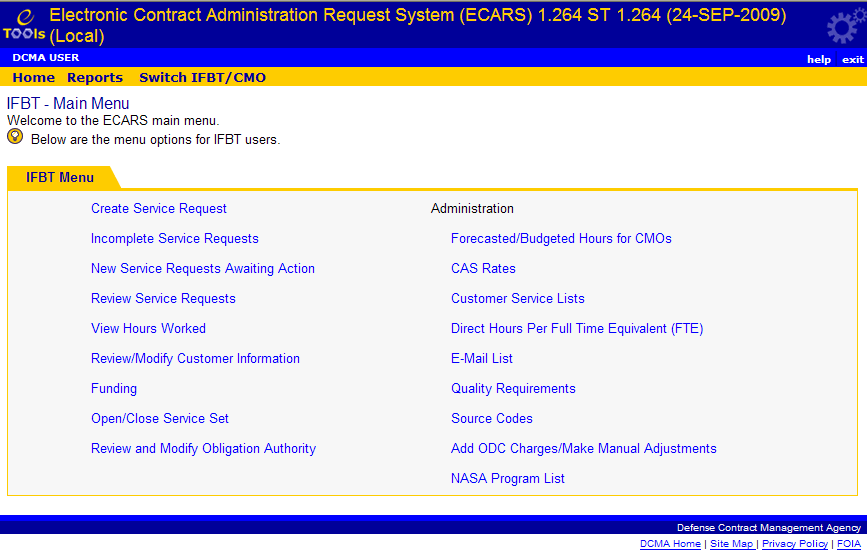 Electronic Contract Administration Request System (ECARS) 1.264 ST 1.264 (24-SEP-2009)
(Local)
e
TOOls
DCMA USER
help exit
Home Reports Switch IFBT/CMO
IFBT - Main Menu
Welcome to the ECARS main menu.
Below are the menu options for IFBT users.
IFBT Menu
Create Service Request
Incomplete Service Requests
New Service Requests Awaiting Action
Review Service Requests
View Hours Worked
Review/Modify Customer Information
Funding
Open/Close Service Set
Review and Modify Obligation Authority
Administration
Forecasted/Budgeted Hours for CMOs
CAS Rates
Customer Service Lists
Direct Hours Per Full Time Equivalent (FTE)
E-Mail List
Quality Requirements
Source Codes
Add ODC Charges/Make Manual Adjustments
NASA Program List
Defense Contract Management Agency
DCMA Home | Site Map | Privacy Policy | FOIA